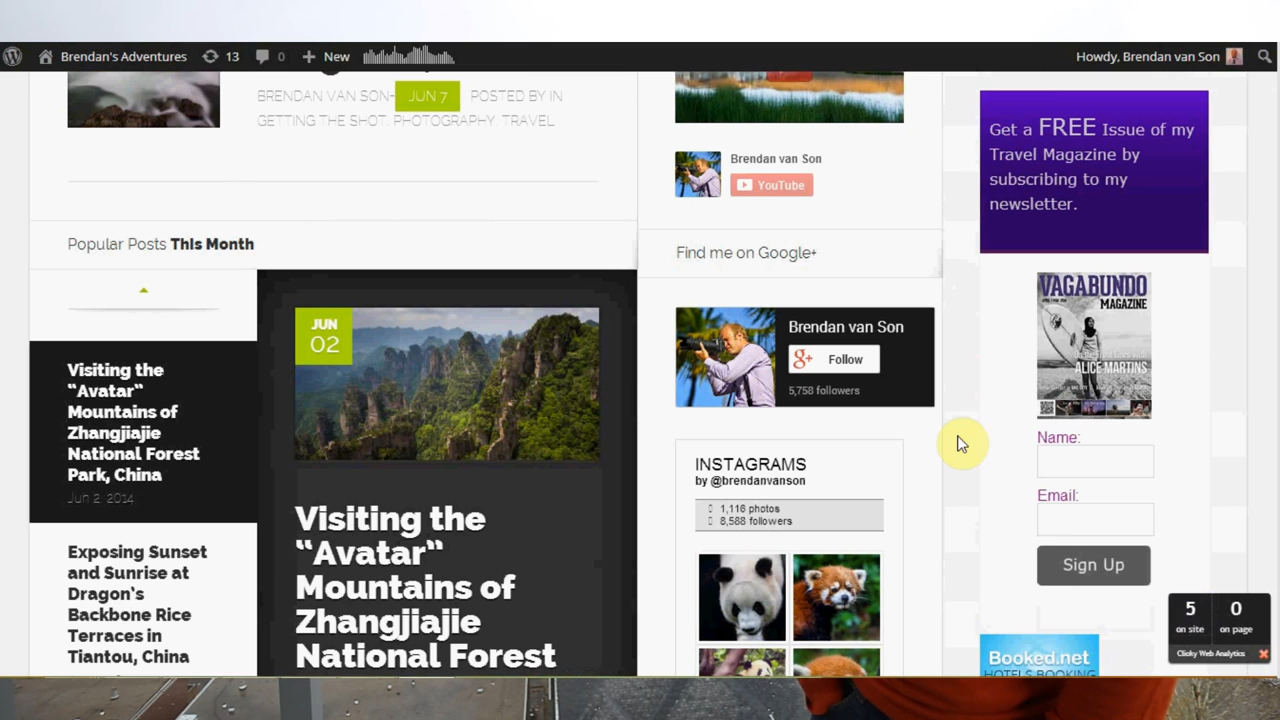 Brendan's Adventures 13 0 New
Howdy, Brendan van Son
BRENDAN VAN SON- JUN 7 POSTED BY IN
GETTING THE SHOT, PHOTOGRAPHY, TRAVEL
Popular Posts This Month
Visiting the
“Avatar”
Mountains of
Zhangjiajie
National Forest
Park, China
Jun 2, 2014
Exposing Sunset
and Sunrise at
Dragon's
Backbone Rice
Terraces in
Tiantou, China
JUN
02
Visiting the
“Avatar”
Mountains of
Zhangjiajie
National Forest
Brendan van Son
YouTube
Find me on Google+
Brendan van Son
g+ Follow
5,758 followers
INSTAGRAMS
by @brendanvanson
1,116 photos
8,588 followers
Get a FREE Issue of my
Travel Magazine by
subscribing to my
newsletter.
VAGABUNDO
MAGAZINE
ALICE MARTINS
Name:
Email:
Sign Up
Booked.net
HOTELS BOOKING
5 0
on site on page
Clicky Web Analytics